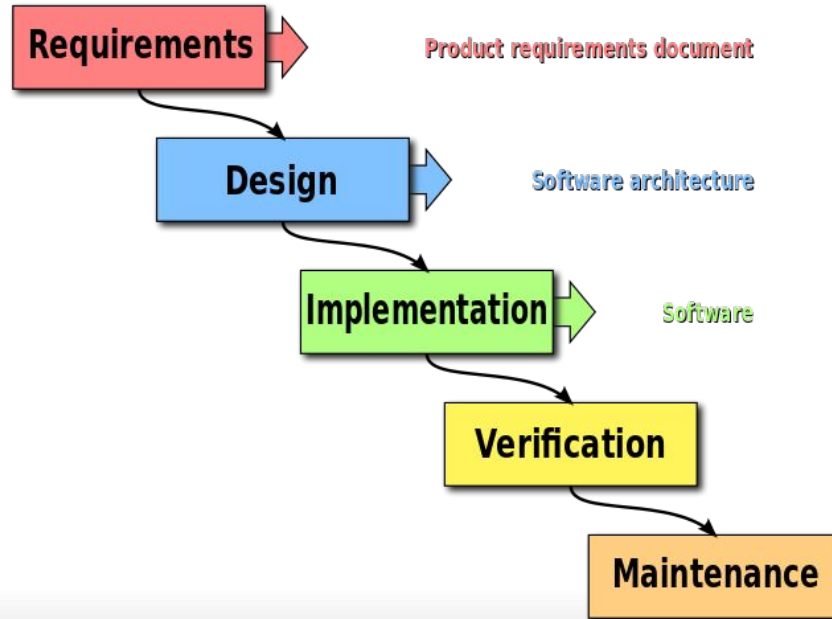 Requirements
Product requirements document
Design
Software architecture
Implementation
Software
Verification
Maintenance